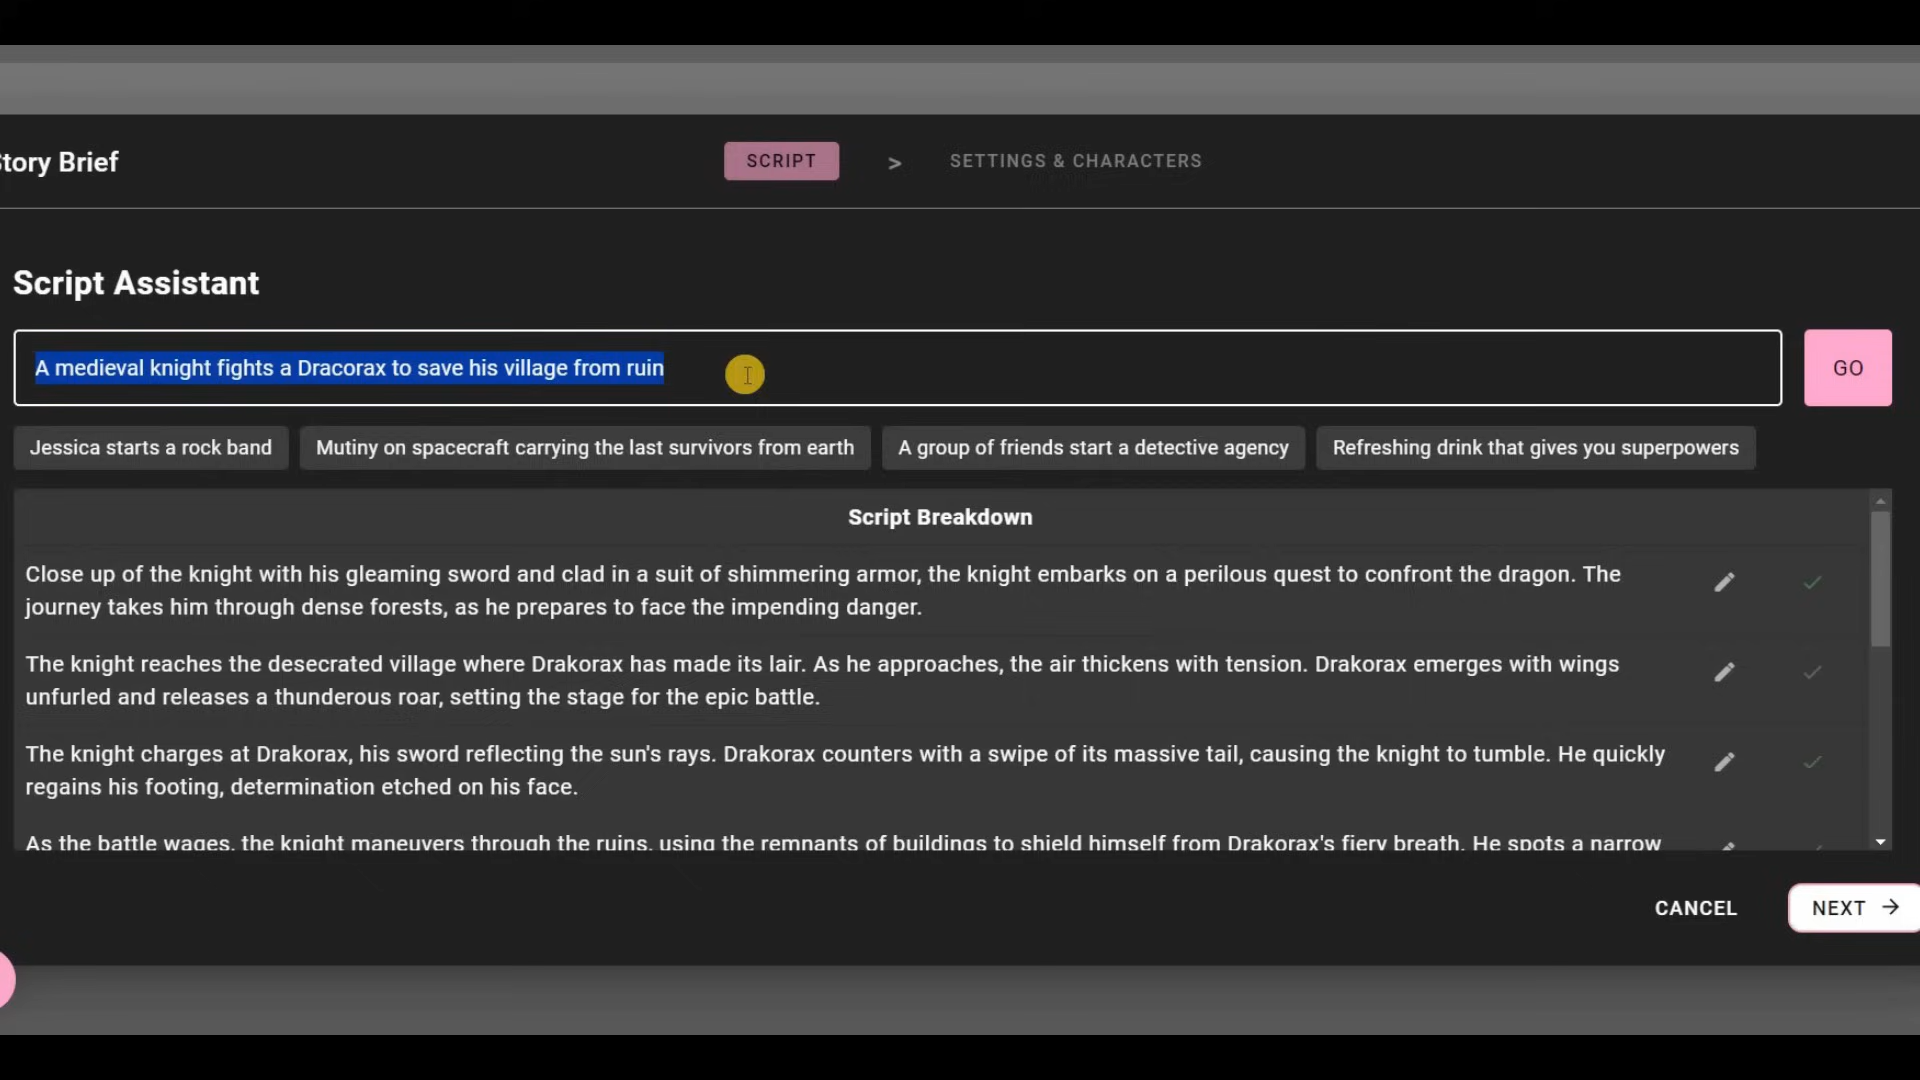 Story Brief
SCRIPT > SETTINGS & CHARACTERS
Script Assistant
A medieval knight fights a Dracorax to save his village from ruin
GO
Jessica starts a rock band
Mutiny on spacecraft carrying the last survivors from earth
A group of friends start a detective agency
Refreshing drink that gives you superpowers
Script Breakdown
Close up of the knight with his gleaming sword and clad in a suit of shimmering armor, the knight embarks on a perilous quest to confront the dragon. The
journey takes him through dense forests, as he prepares to face the impending danger.
The knight reaches the desecrated village where Drakorax has made its lair. As he approaches, the air thickens with tension. Drakorax emerges with wings
unfurled and releases a thunderous roar, setting the stage for the epic battle.
The knight charges at Drakorax, his sword reflecting the sun's rays. Drakorax counters with a swipe of its massive tail, causing the knight to tumble. He quickly
regains his footing, determination etched on his face.
As the battle wages, the knight maneuvers through the ruins, using the remnants of buildings to shield himself from Drakorax's fiery breath. He spots a narrow
CANCEL
NEXT →